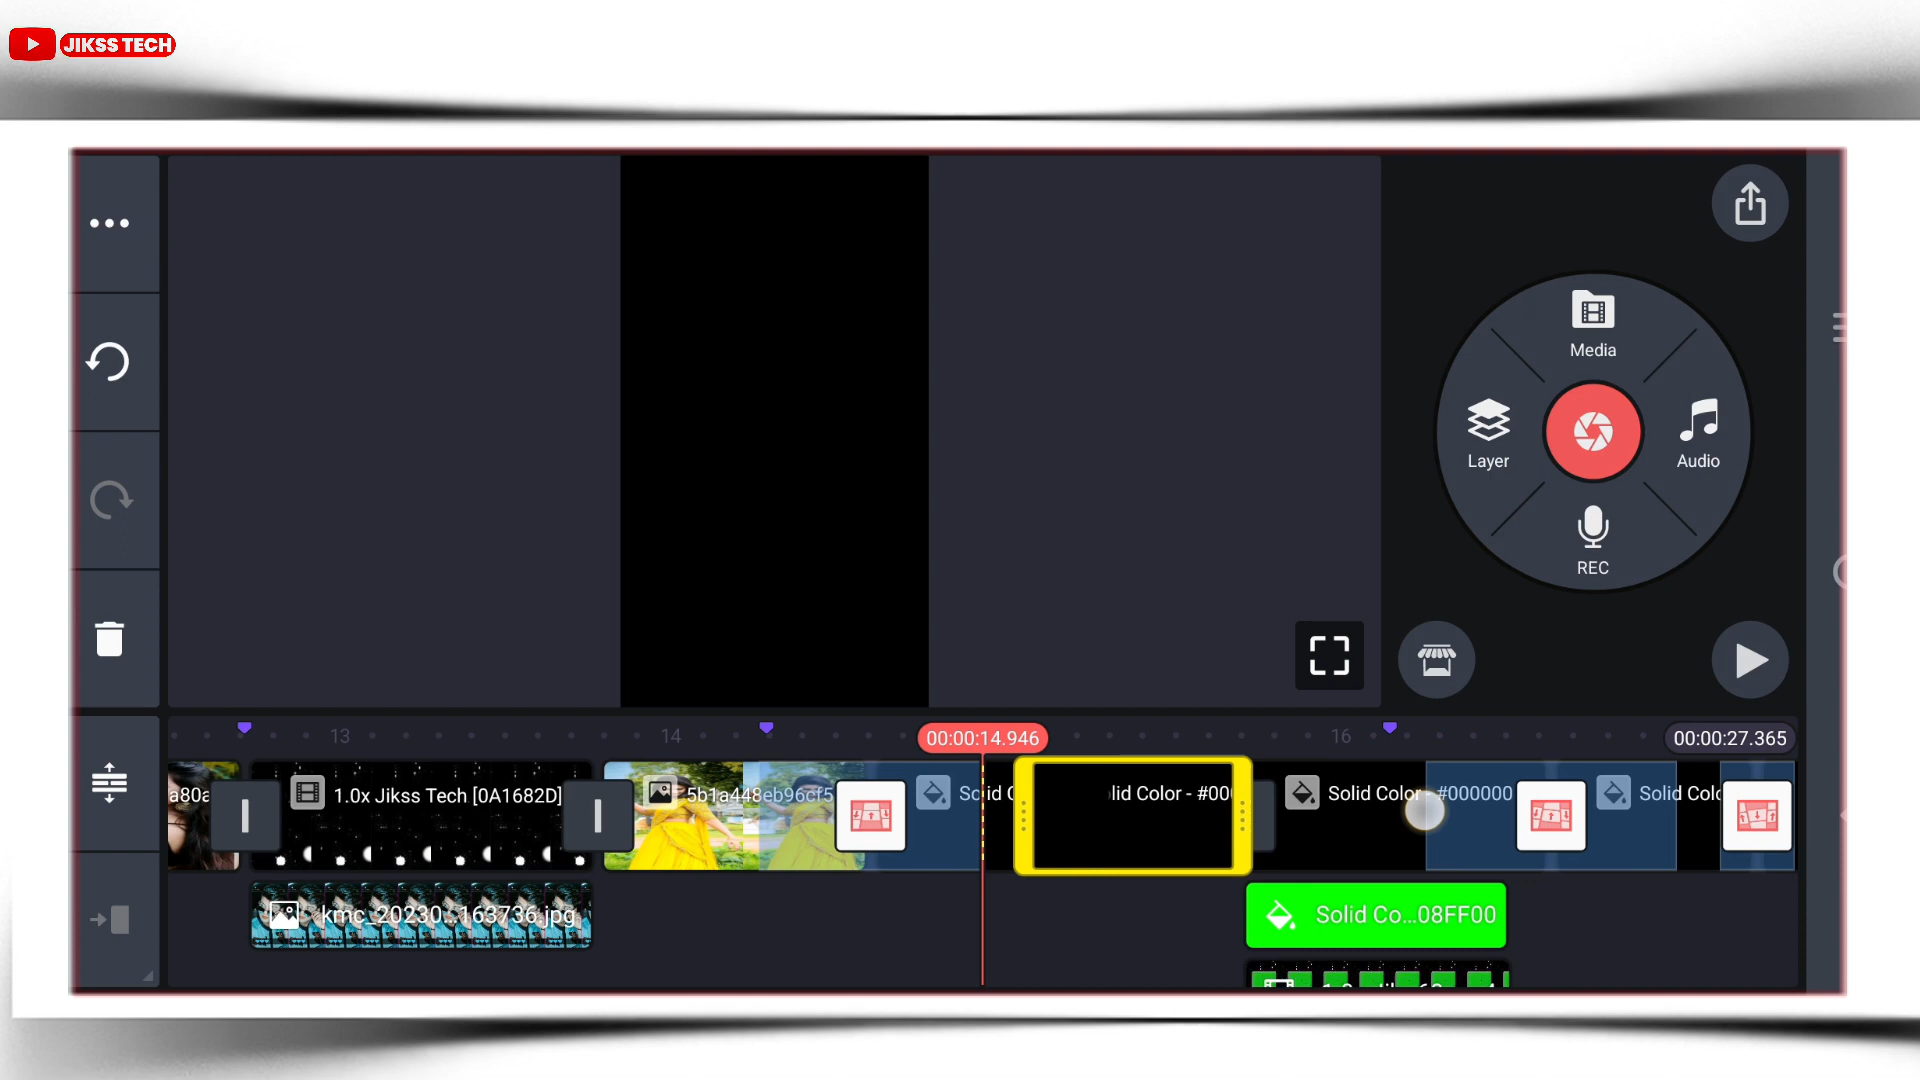 JIKSS TECH
Media
Layer
Audio
REC
13
14
00:00:14.946
16
00:00:27.365
a80a
1.0x Jikss Tech [0A1682D]
5b1a448eb96cf5
So
id C
lid Color - #00
Solid Color - #000000
Solid Colo
kmc_20230...163736.jpg
Solid Co...08FF00